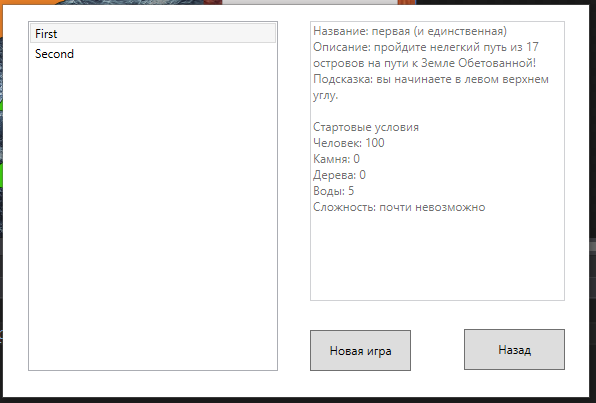 First
Second
Название: первая (и единственная)
Описание: пройдите нелегкий путь из 17
островов на пути к Земле Обетованной!
Подсказка: вы начинаете в левом верхнем
углу.
Стартовые условия
Человек: 100
Камня: 0
Дерева: 0
Воды: 5
Сложность: почти невозможно
Новая игра
Назад